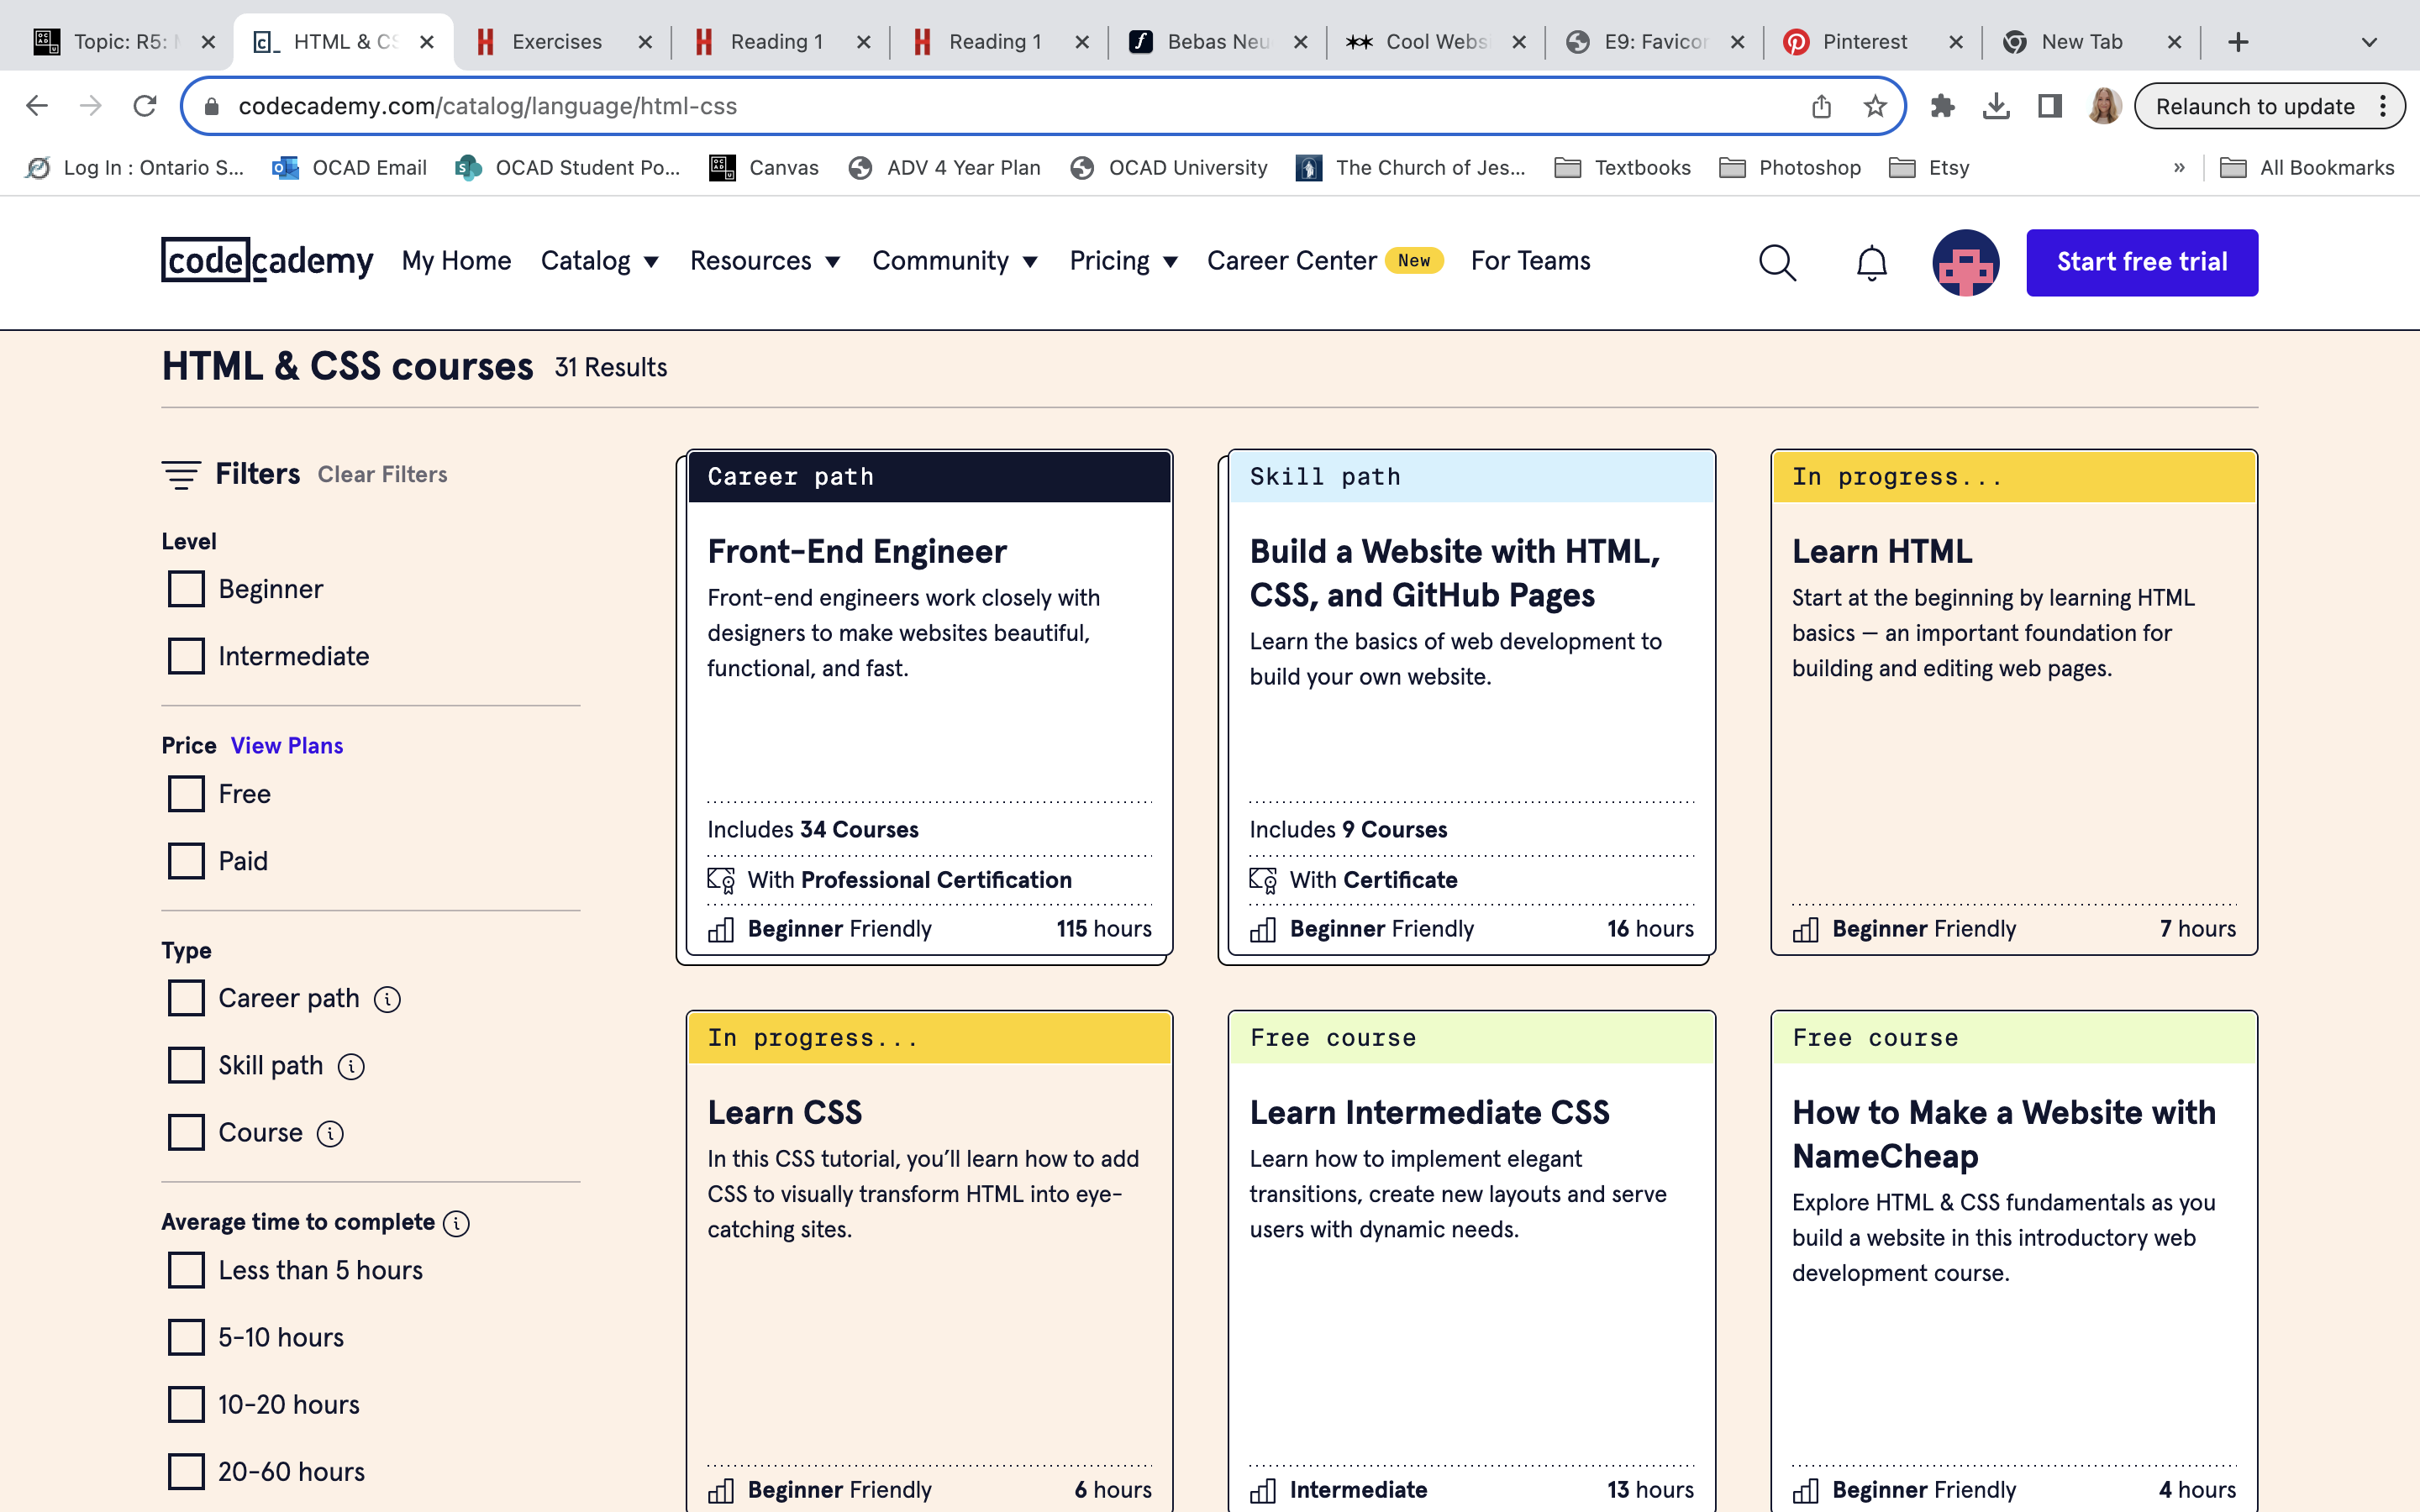 Topic: R5:
HTML & CS
Exercises
Reading 1
Reading 1
Bebas Neu
Cool Webs
E9: Favicon
Pinterest
New Tab
codecademy.com/catalog/language/html-css
Relaunch to update
Log In : Ontario S...
OCAD Email
OCAD Student Po...
Canvas
ADV 4 Year Plan
OCAD University
The Church of Jes...
Textbooks
Photoshop
Etsy
»
All Bookmarks
codecademy
My Home
Catalog
Resources
Community
Pricing
Career Center New
For Teams
Start free trial
HTML & CSS courses 31 Results
Filters Clear Filters
Level
Beginner
Intermediate
Price View Plans
Free
Paid
Type
Career path
Skill path
Course
Average time to complete
Less than 5 hours
5-10 hours
10-20 hours
20-60 hours
Career path
Front-End Engineer
Front-end engineers work closely with
designers to make websites beautiful,
functional, and fast.
Includes 34 Courses
With Professional Certification
Beginner Friendly 115 hours
Skill path
Build a Website with HTML,
CSS, and GitHub Pages
Learn the basics of web development to
build your own website.
Includes 9 Courses
With Certificate
Beginner Friendly 16 hours
In progress...
Learn HTML
Start at the beginning by learning HTML
basics — an important foundation for
building and editing web pages.
Beginner Friendly 7 hours
In progress...
Learn CSS
In this CSS tutorial, you’ll learn how to add
CSS to visually transform HTML into eye-
catching sites.
Beginner Friendly 6 hours
Free course
Learn Intermediate CSS
Learn how to implement elegant
transitions, create new layouts and serve
users with dynamic needs.
Intermediate 13 hours
Free course
How to Make a Website with
NameCheap
Explore HTML & CSS fundamentals as you
build a website in this introductory web
development course.
Beginner Friendly 4 hours